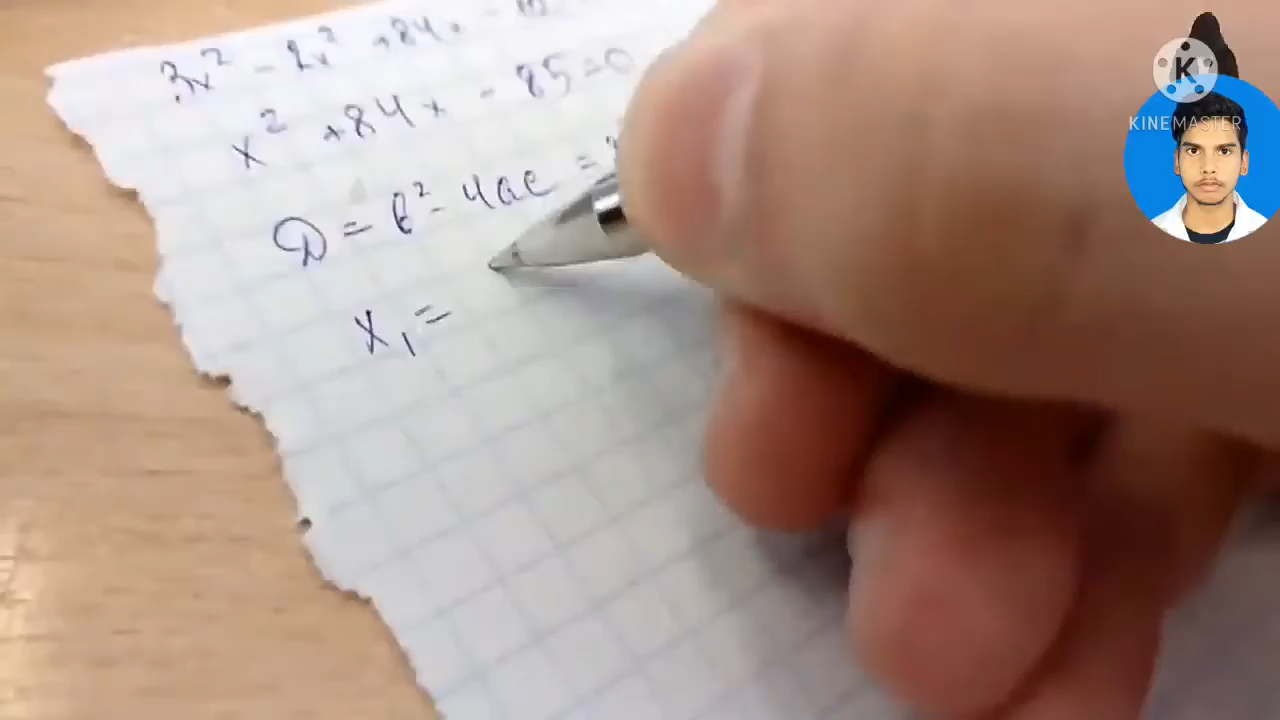 3x² - 2x² + 84x -
x² + 84x - 85 = 0
D = b² - 4ac =
x₁ =
K
KINEMASTER